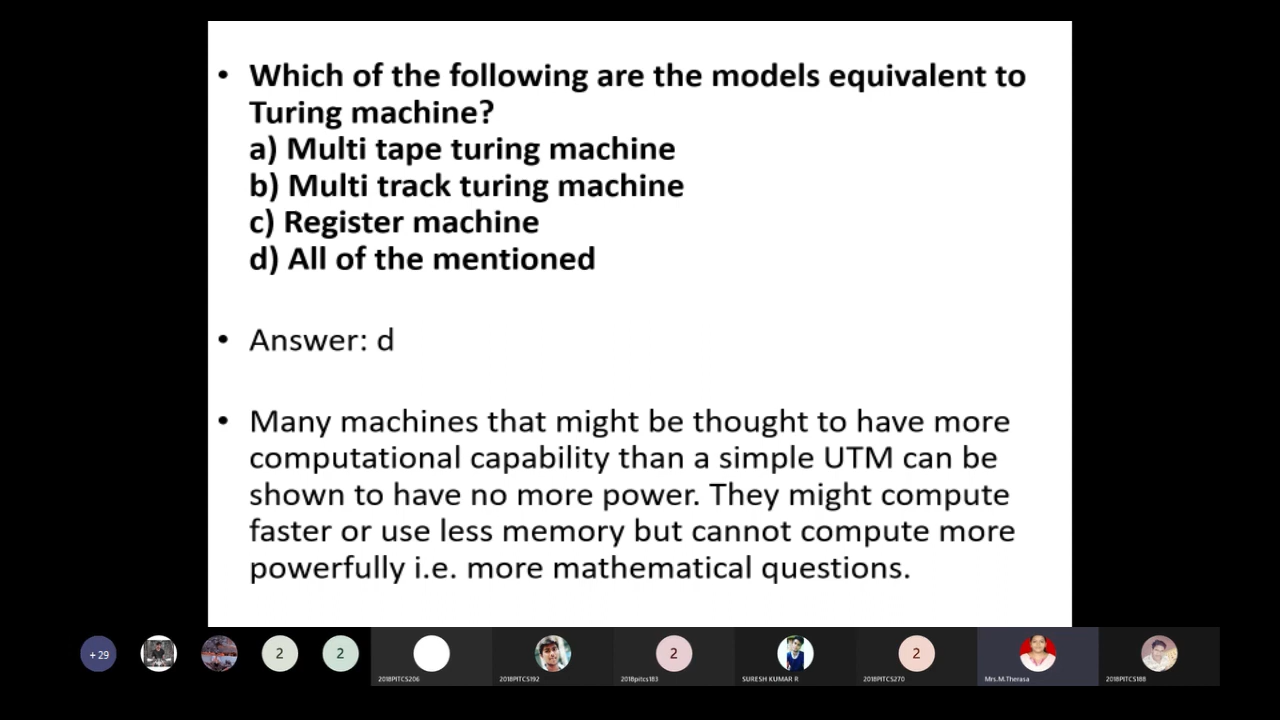 • Which of the following are the models equivalent to
Turing machine?
a) Multi tape turing machine
b) Multi track turing machine
c) Register machine
d) All of the mentioned
• Answer: d
• Many machines that might be thought to have more
computational capability than a simple UTM can be
shown to have no more power. They might compute
faster or use less memory but cannot compute more
powerfully i.e. more mathematical questions.
+ 29
2
2
2
2
2018PITCS206
2018PITCS192
2018pitcs183
SURESH KUMAR R
2018PITCS270
Mrs.M.Therasa
2018PITCS188